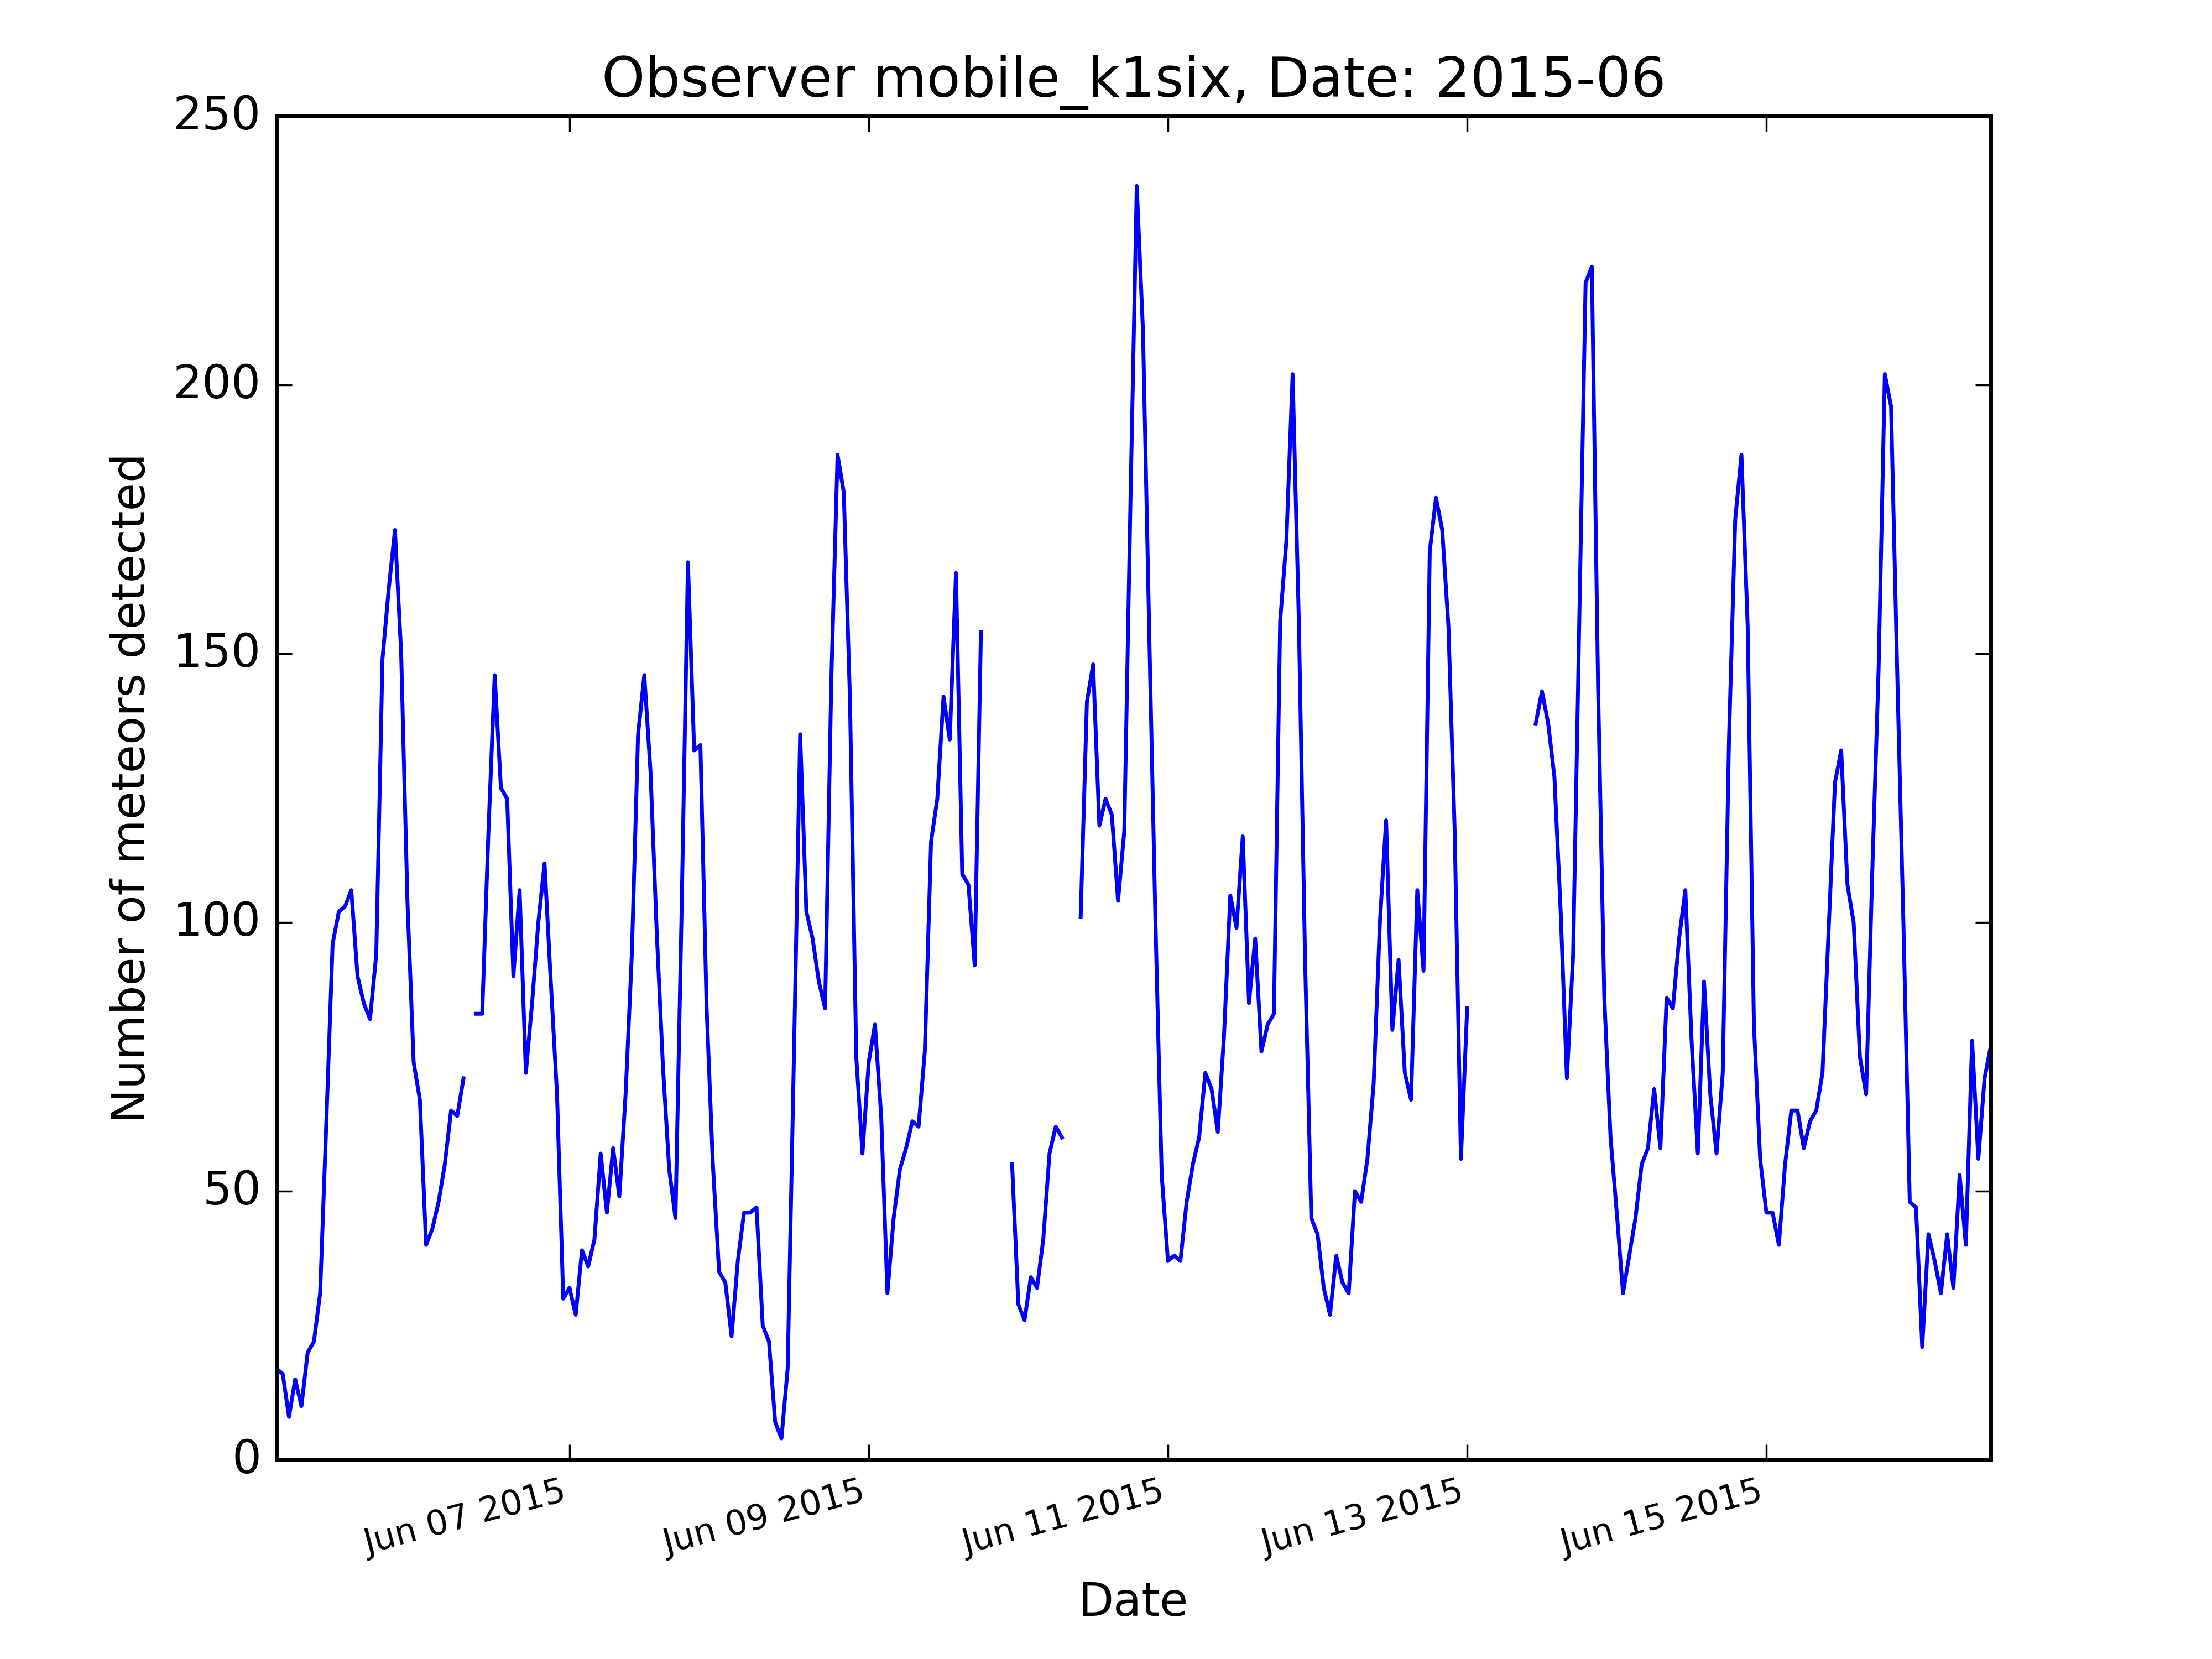 Observer mobile_k1six, Date: 2015-06
Number of meteors detected
250
200
150
100
50
0
Jun 07 2015
Jun 09 2015
Jun 11 2015
Jun 13 2015
Jun 15 2015
Date